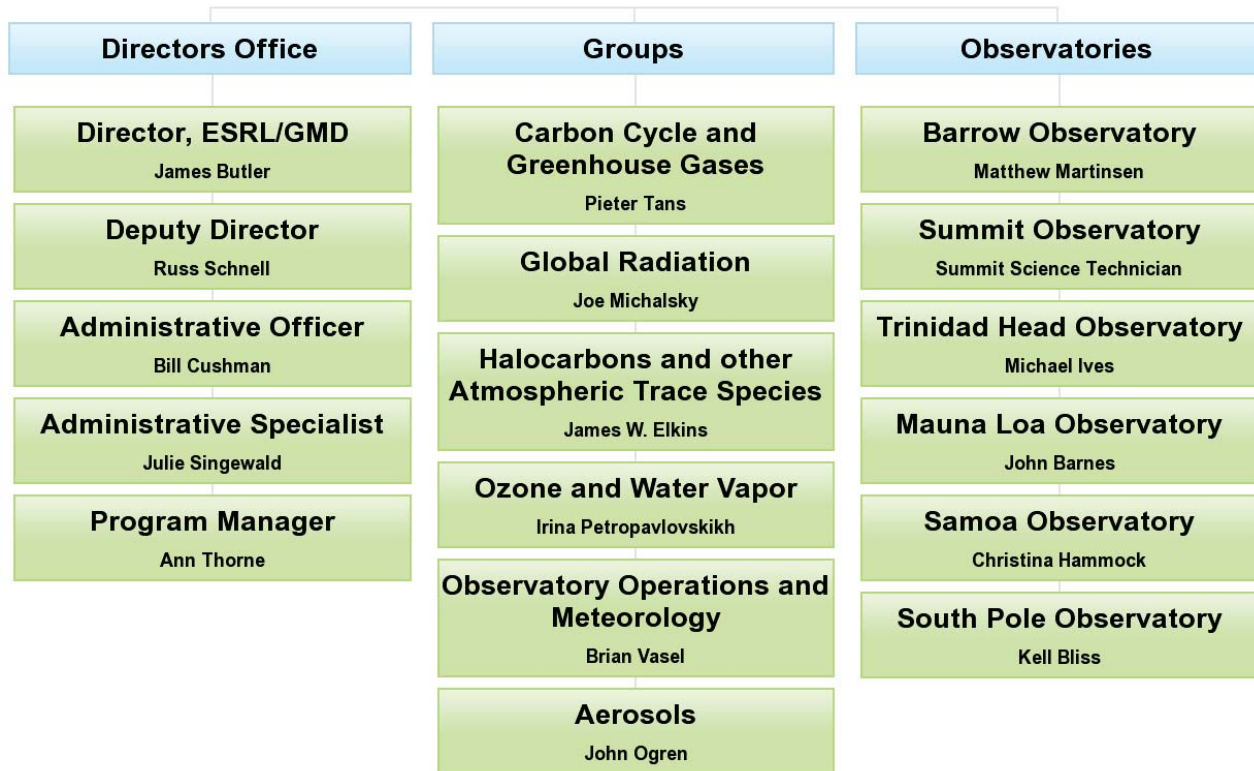 Directors Office
Director, ESRL/GMD
James Butler
Deputy Director
Russ Schnell
Administrative Officer
Bill Cushman
Administrative Specialist
Julie Singewald
Program Manager
Ann Thorne
Groups
Carbon Cycle and
Greenhouse Gases
Pieter Tans
Global Radiation
Joe Michalsky
Halocarbons and other
Atmospheric Trace Species
James W. Elkins
Ozone and Water Vapor
Irina Petropavlovskikh
Observatory Operations and
Meteorology
Brian Vasel
Aerosols
John Ogren
Observatories
Barrow Observatory
Matthew Martinsen
Summit Observatory
Summit Science Technician
Trinidad Head Observatory
Michael Ives
Mauna Loa Observatory
John Barnes
Samoa Observatory
Christina Hammock
South Pole Observatory
Kell Bliss